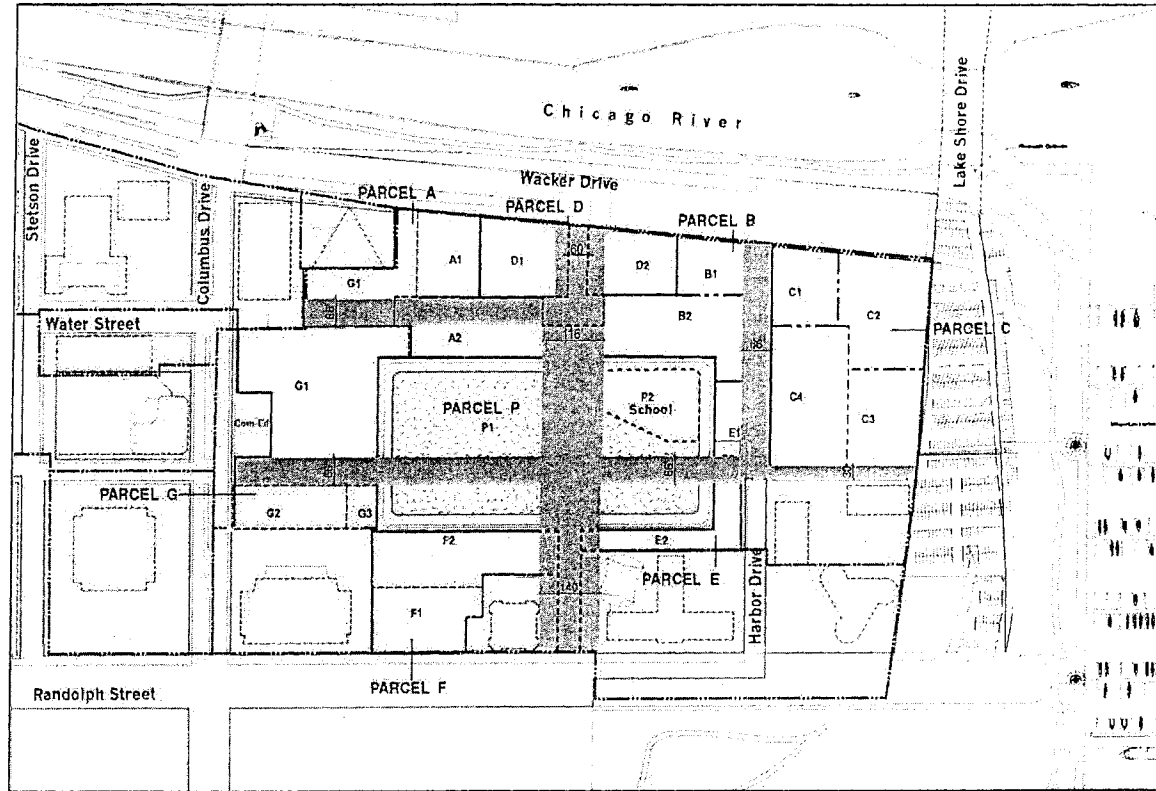 Chicago River
Lake Shore Drive
Wacker Drive
Stetson Drive
Columbus Drive
PARCEL A
PARCEL D
PARCEL B
60
A1
D1
D2
B1
G1
C1
C2
B2
Water Street
A2
116
PARCEL C
G1
C4
PARCEL P
P1
P2
School
C3
Com Ed
E1
PARCEL G
G2
G3
F2
E2
PARCEL E
Harbor Drive
140
F1
PARCEL F
Randolph Street